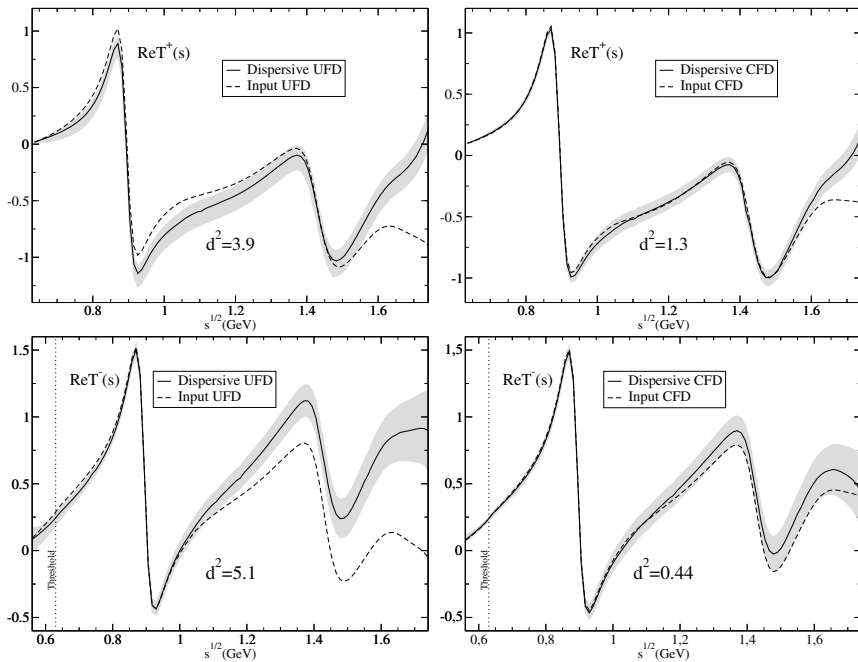 ReT⁺(s)
Dispersive UFD
Input UFD
d²=3.9
1
0.5
0
-0.5
-1
0.8 1 1.2 1.4 1.6
s^1/2(GeV)
ReT⁺(s)
Dispersive CFD
Input CFD
d²=1.3
1
0.5
0
-0.5
-1
0.8 1 1.2 1.4 1.6
s^1/2(GeV)
ReT⁻(s)
Dispersive UFD
Input UFD
Threshold
d²=5.1
1.5
1
0.5
0
-0.5
0.6 0.8 1 1.2 1.4 1.6
s^1/2(GeV)
ReT⁻(s)
Dispersive CFD
Input CFD
Threshold
d²=0.44
1,5
1
0,5
0
-0,5
0,6 0,8 1 1,2 1,4 1,6
s^1/2(GeV)